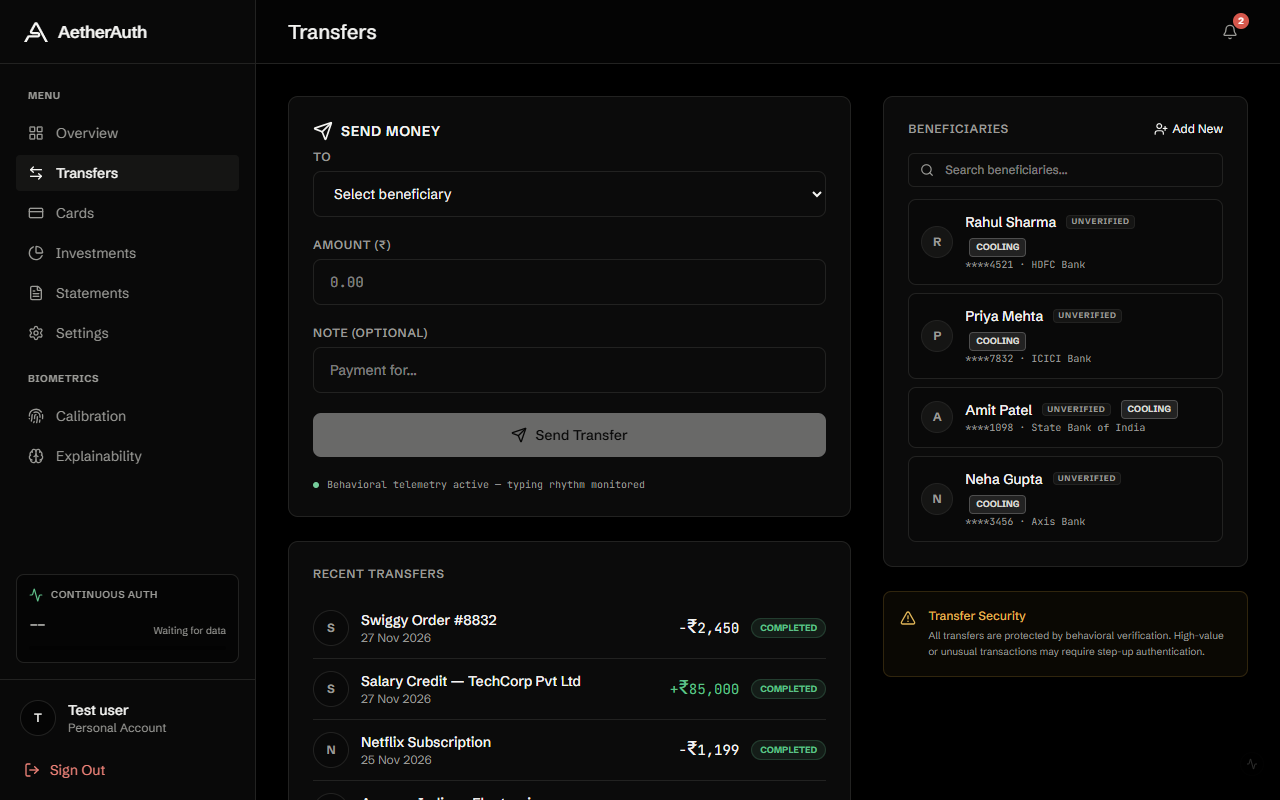 AetherAuth
MENU
Overview
Transfers
Cards
Investments
Statements
Settings
BIOMETRICS
Calibration
Explainability
CONTINUOUS AUTH
—
Waiting for data
T
Test user
Personal Account
Sign Out
Transfers
2
SEND MONEY
TO
Select beneficiary
AMOUNT (₹)
0.00
NOTE (OPTIONAL)
Payment for...
Send Transfer
Behavioral telemetry active — typing rhythm monitored
RECENT TRANSFERS
S
Swiggy Order #8832
27 Nov 2026
-₹2,450
COMPLETED
S
Salary Credit — TechCorp Pvt Ltd
27 Nov 2026
+₹85,000
COMPLETED
N
Netflix Subscription
25 Nov 2026
-₹1,199
COMPLETED
BENEFICIARIES
Add New
Search beneficiaries...
R
Rahul Sharma UNVERIFIED
COOLING
****4521 · HDFC Bank
P
Priya Mehta UNVERIFIED
COOLING
****7832 · ICICI Bank
A
Amit Patel UNVERIFIED COOLING
****1098 · State Bank of India
N
Neha Gupta UNVERIFIED
COOLING
****3456 · Axis Bank
Transfer Security
All transfers are protected by behavioral verification. High-value
or unusual transactions may require step-up authentication.